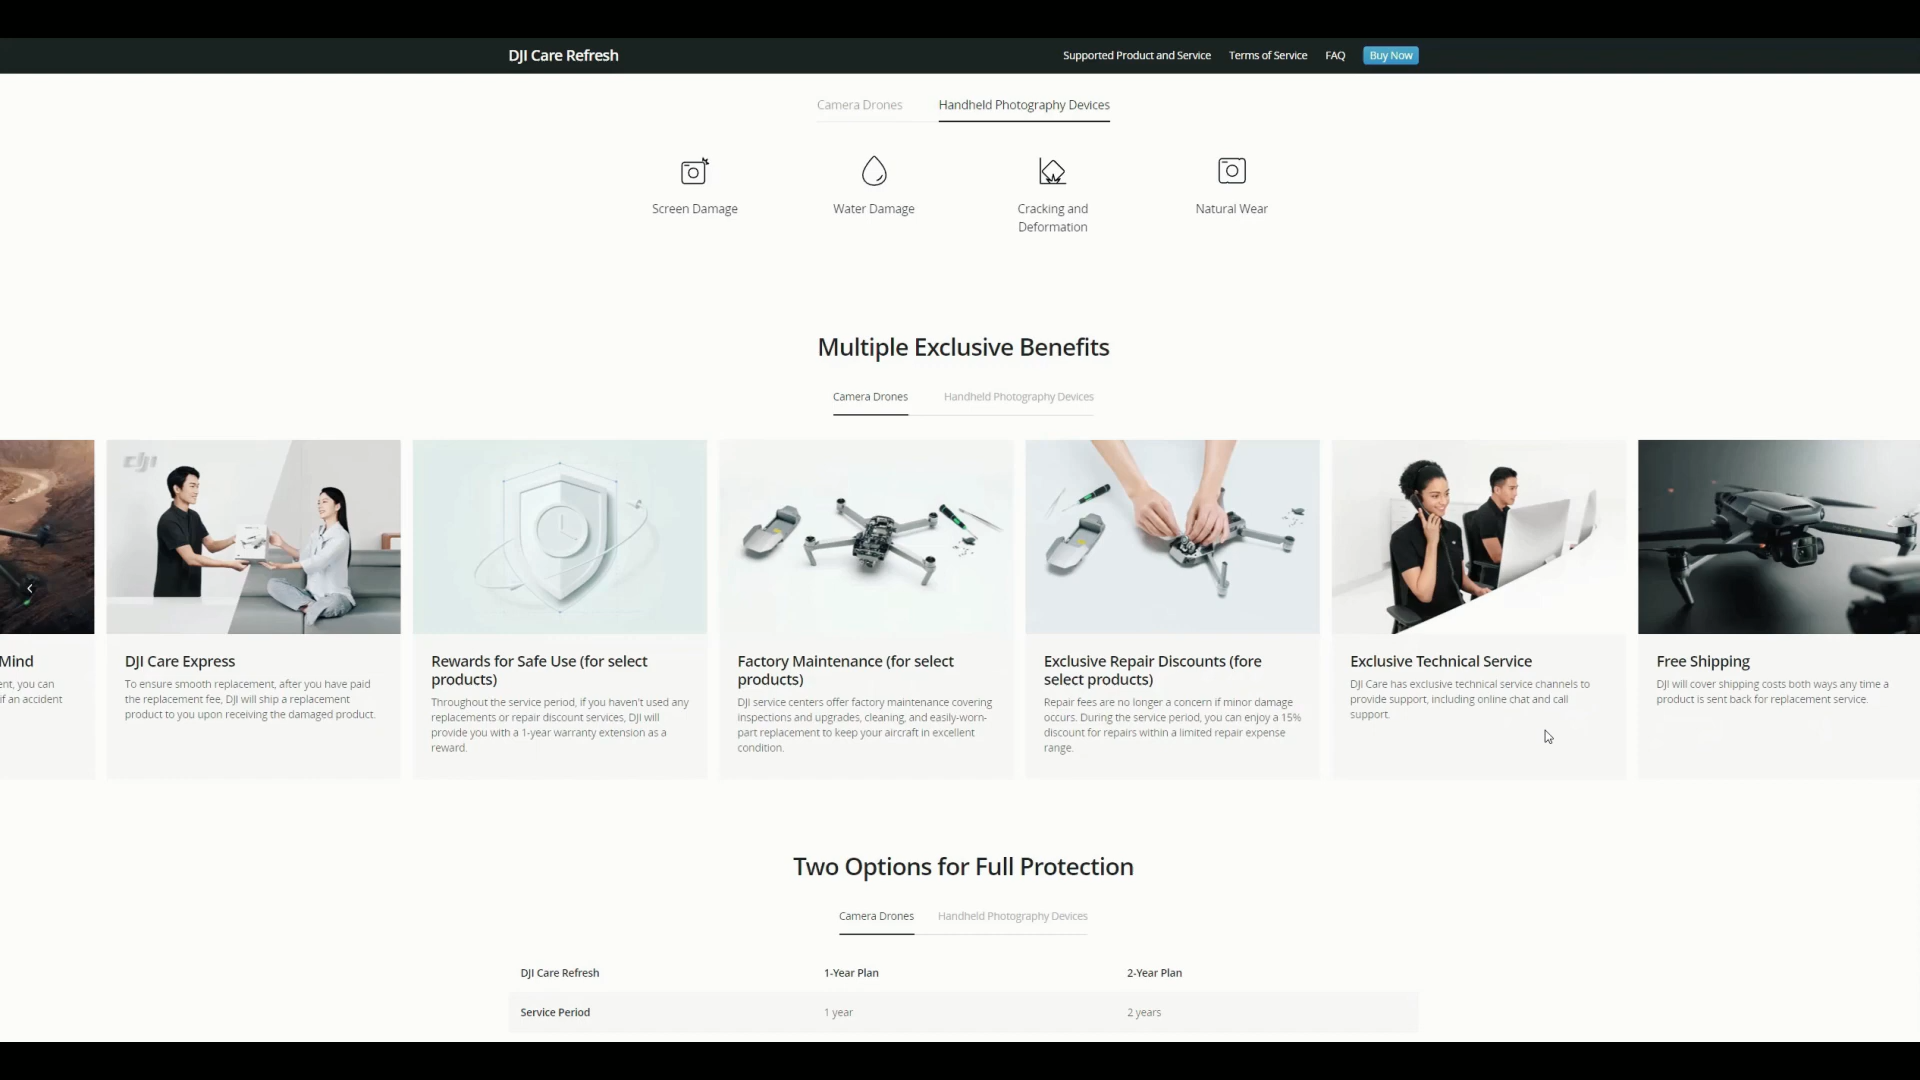 DJI Care Refresh
Supported Product and Service
Terms of Service
FAQ
Buy Now
Camera Drones
Handheld Photography Devices
Screen Damage
Water Damage
Cracking and
Deformation
Natural Wear
Multiple Exclusive Benefits
Camera Drones
Handheld Photography Devices
dji
Mind
ent, you can
if an accident
DJI Care Express
To ensure smooth replacement, after you have paid
the replacement fee, DJI will ship a replacement
product to you upon receiving the damaged product.
Rewards for Safe Use (for select
products)
Throughout the service period, if you haven't used any
replacements or repair discount services, DJI will
provide you with a 1-year warranty extension as a
reward.
Factory Maintenance (for select
products)
DJI service centers offer factory maintenance covering
inspections and upgrades, cleaning, and easily-worn-
part replacement to keep your aircraft in excellent
condition.
Exclusive Repair Discounts (fore
select products)
Repair fees are no longer a concern if minor damage
occurs. During the service period, you can enjoy a 15%
discount for repairs within a limited repair expense
range.
Exclusive Technical Service
DJI Care has exclusive technical service channels to
provide support, including online chat and call
support.
Free Shipping
DJI will cover shipping costs both ways any time a
product is sent back for replacement service.
Two Options for Full Protection
Camera Drones
Handheld Photography Devices
DJI Care Refresh
1-Year Plan
2-Year Plan
Service Period
1 year
2 years